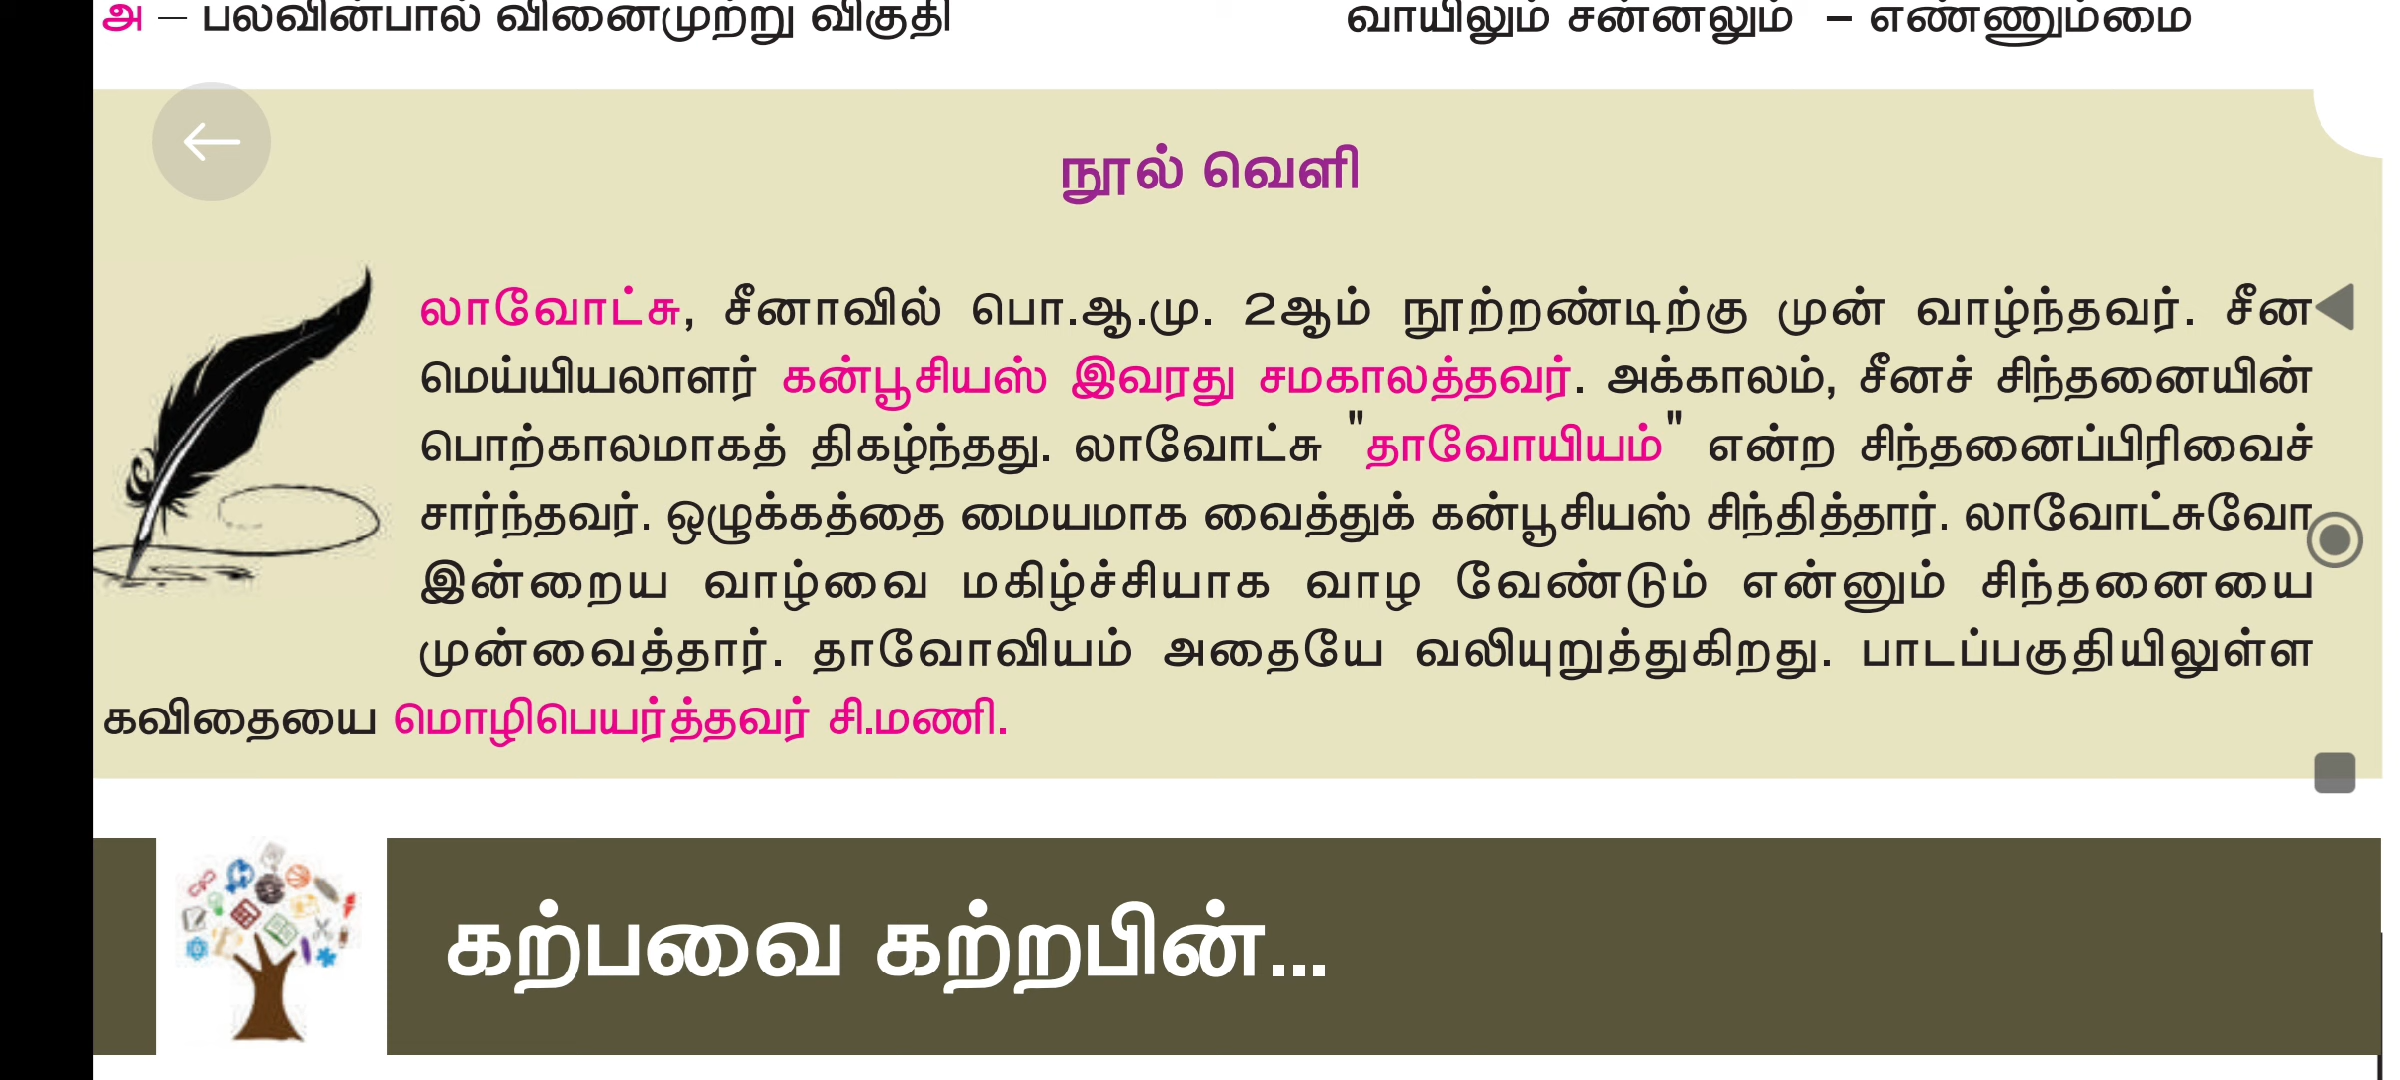 அ – பலவின்பால் வினைமுற்று விகுதி
வாயிலும் சன்னலும் – எண்ணும்மை
நூல் வெளி
லாவோட்சு, சீனாவில் பொ.ஆ.மு. 2ஆம் நூற்றண்டிற்கு முன் வாழ்ந்தவர். சீன
மெய்யியலாளர் கன்பூசியஸ் இவரது சமகாலத்தவர். அக்காலம், சீனச் சிந்தனையின்
பொற்காலமாகத் திகழ்ந்தது. லாவோட்சு "தாவோயியம்" என்ற சிந்தனைப்பிரிவைச்
சார்ந்தவர். ஒழுக்கத்தை மையமாக வைத்துக் கன்பூசியஸ் சிந்தித்தார். லாவோட்சுவோ
இன்றைய வாழ்வை மகிழ்ச்சியாக வாழ வேண்டும் என்னும் சிந்தனையை
முன்வைத்தார். தாவோவியம் அதையே வலியுறுத்துகிறது. பாடப்பகுதியிலுள்ள
கவிதையை மொழிபெயர்த்தவர் சி.மணி.
கற்பவை கற்றபின்...